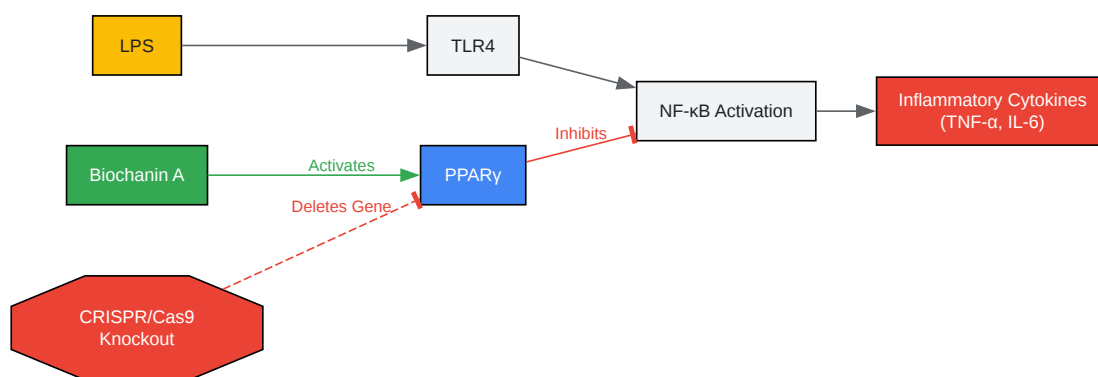 LPS
TLR4
NF-κB Activation
Inflammatory Cytokines
(TNF-α, IL-6)
Inhibits
Biochanin A
Activates
PPARγ
Deletes Gene
CRISPR/Cas9
Knockout